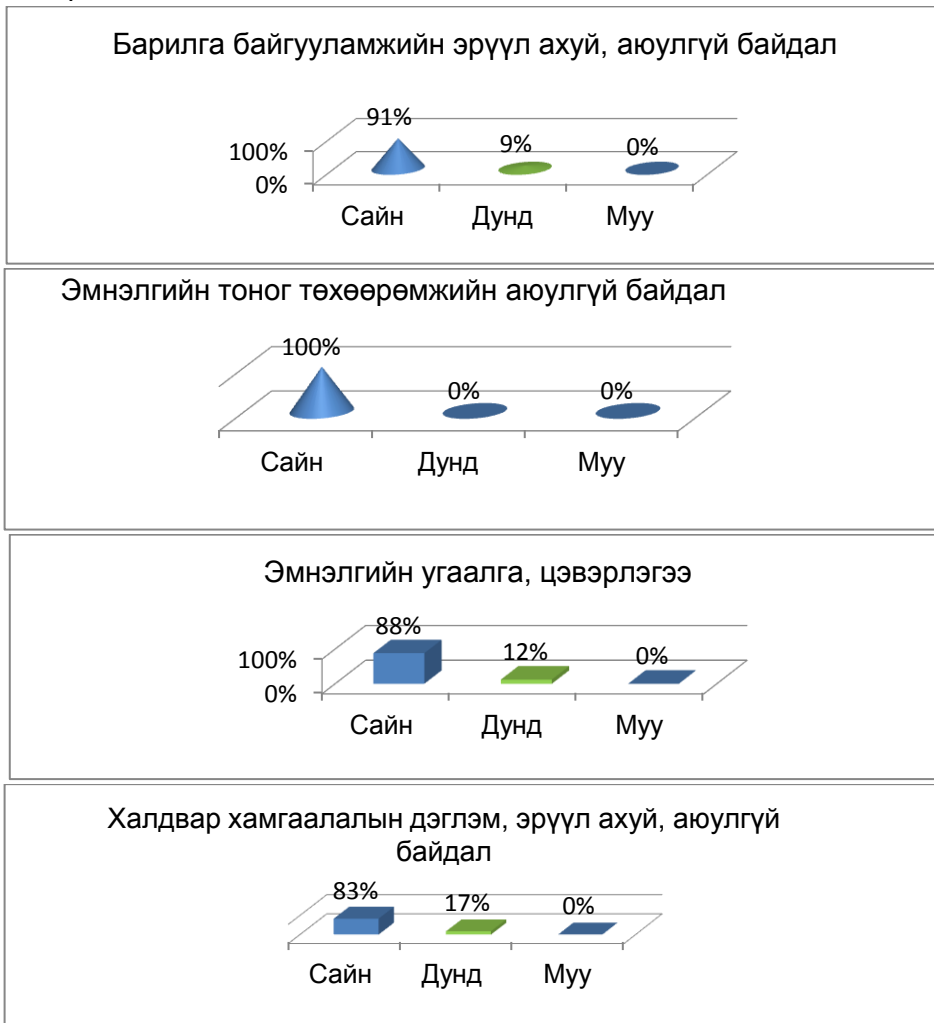 Барилга байгууламжийн эрүүл ахуй, аюулгүй байдал
91%
9%
0%
100%
0%
Сайн Дунд Муу
Эмнэлгийн тоног төхөөрөмжийн аюулгүй байдал
100%
0%
0%
Сайн Дунд Муу
Эмнэлгийн угаалга, цэвэрлэгээ
88%
12%
0%
100%
0%
Сайн Дунд Муу
Халдвар хамгаалалын дэглэм, эрүүл ахуй, аюулгүй
байдал
83%
17%
0%
Сайн Дунд Муу